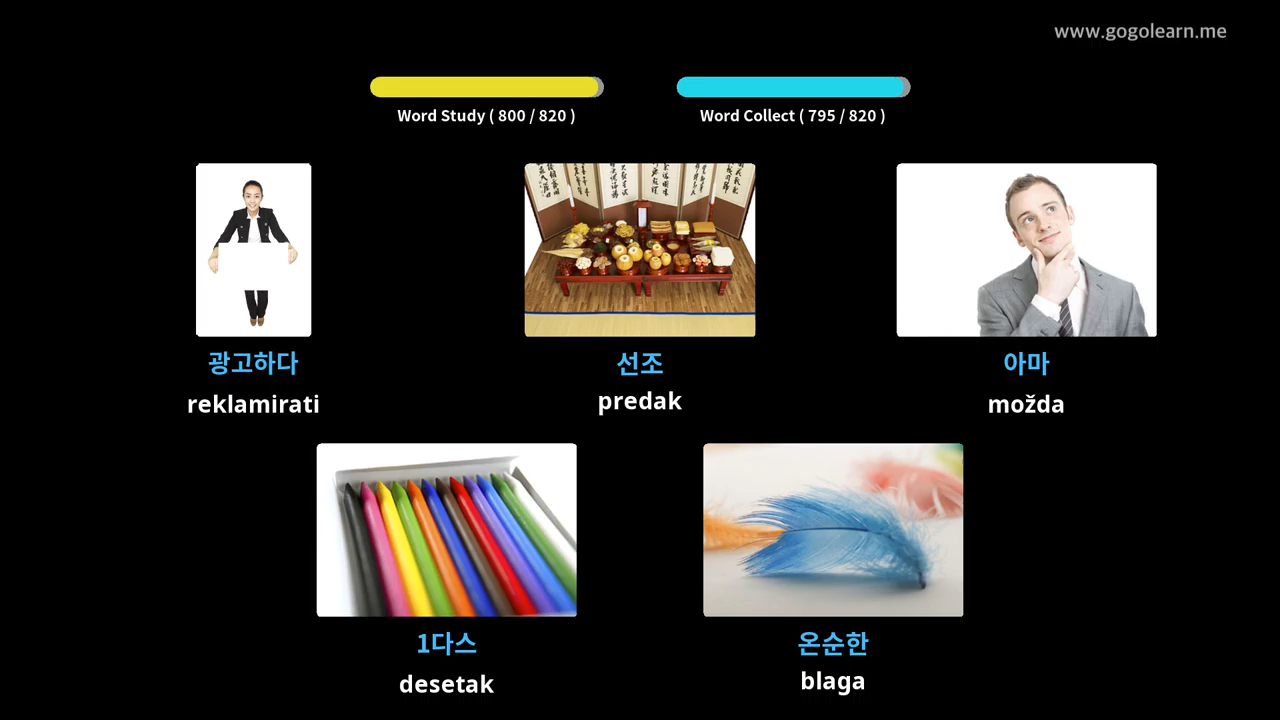 www.gogolearn.me
Word Study ( 800 / 820 )
Word Collect ( 795 / 820 )
광고하다
reklamirati
선조
predak
아마
možda
1다스
desetak
온순한
blaga